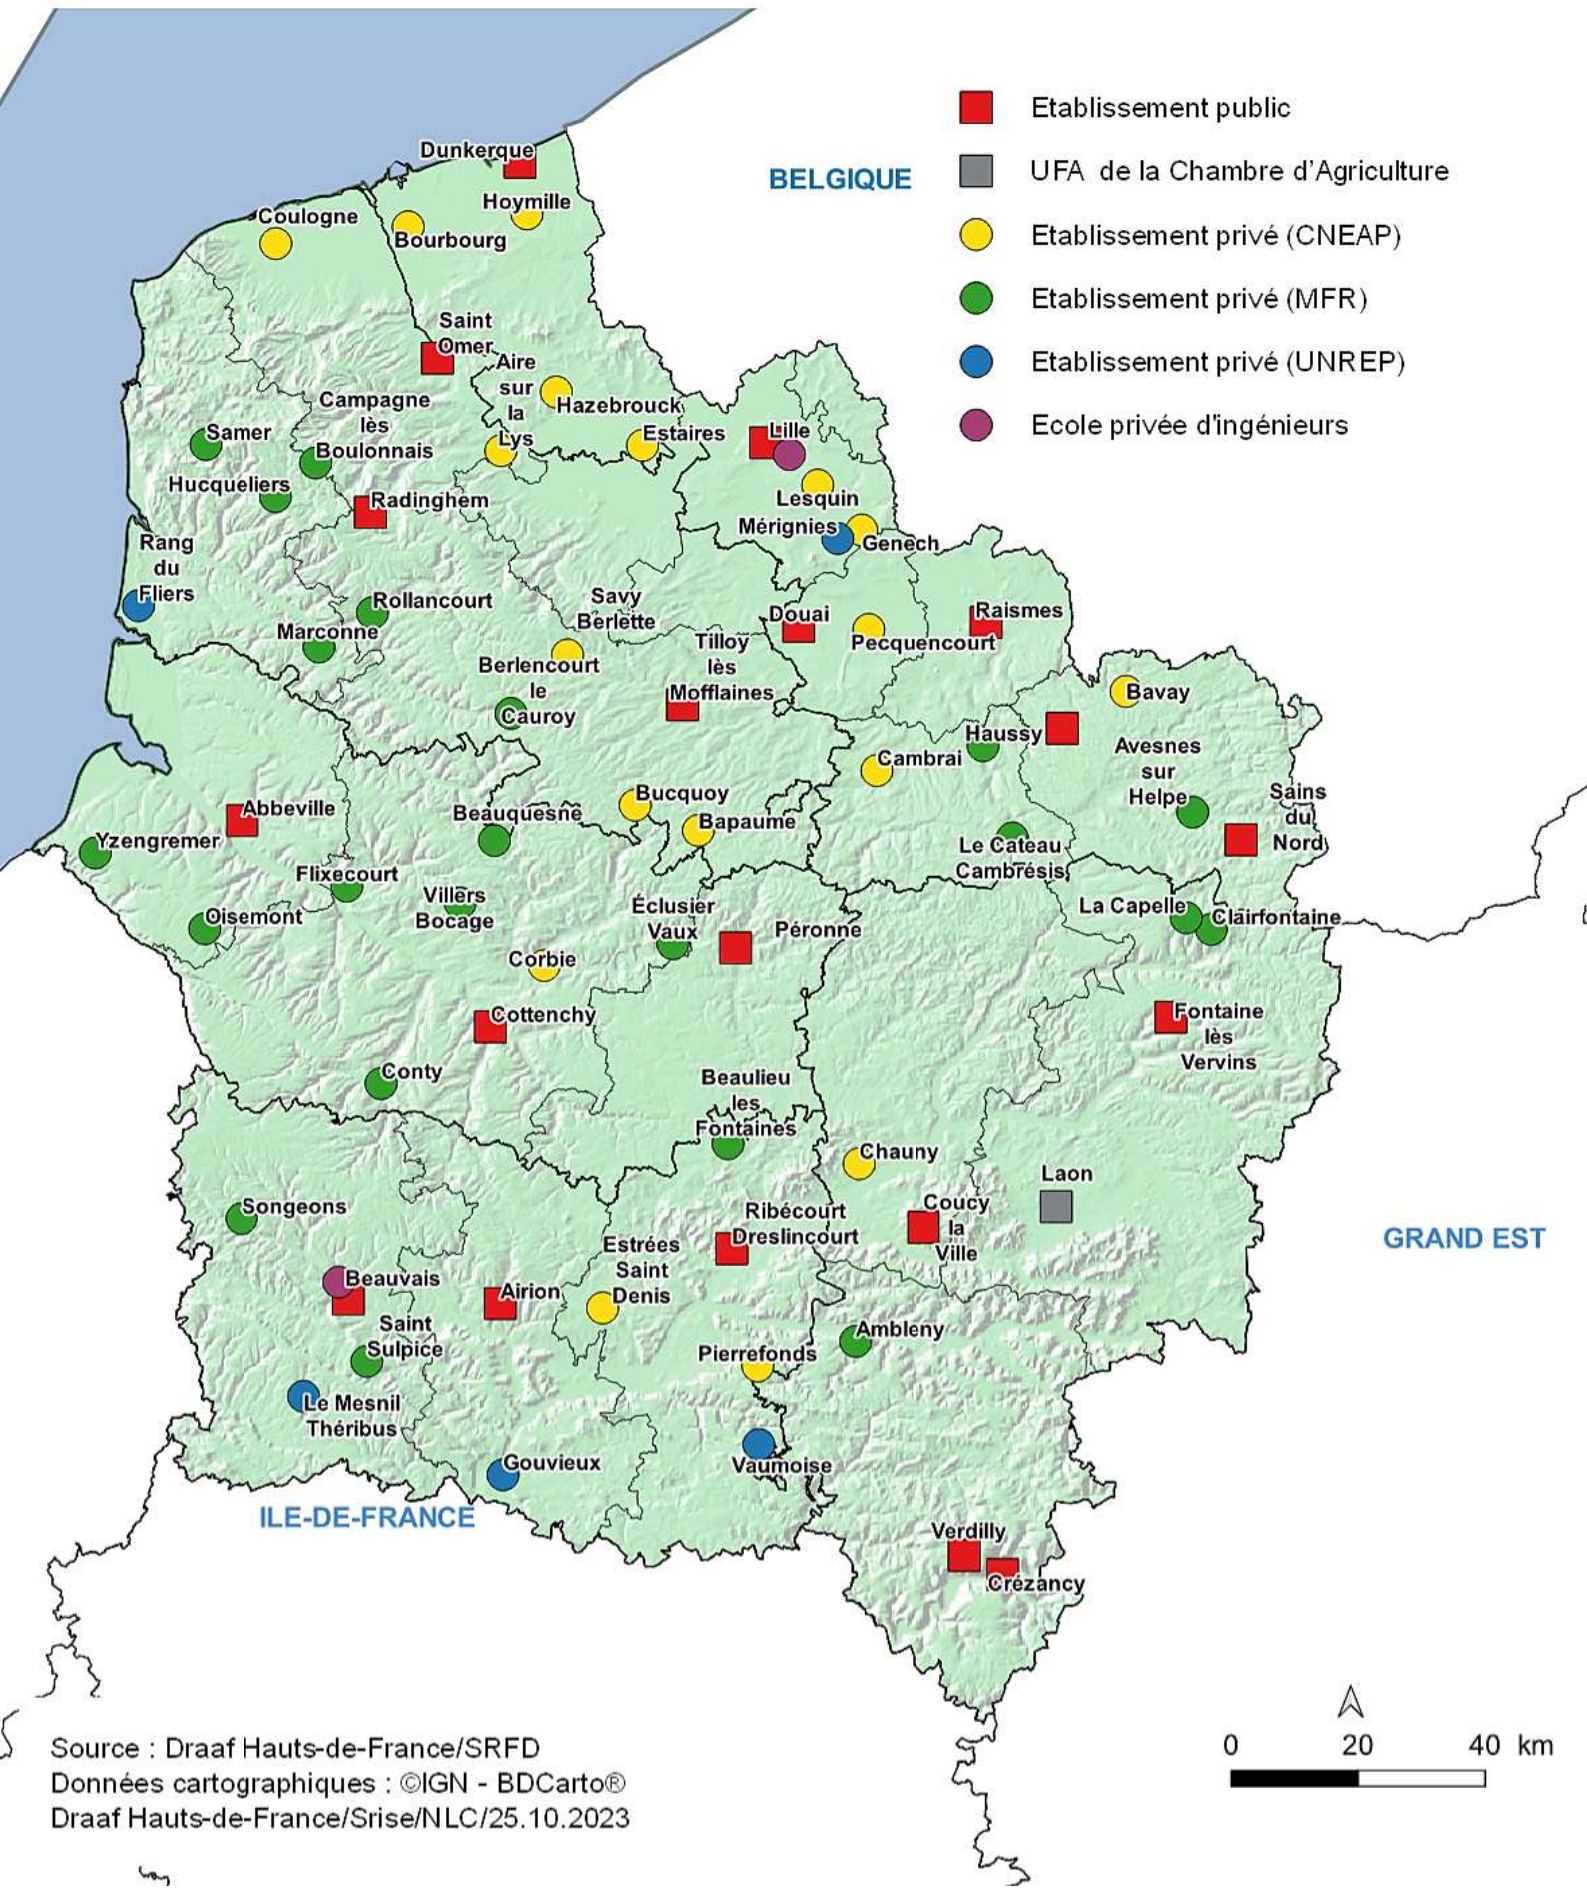 Etablissement public
UFA de la Chambre d'Agriculture
Etablissement privé (CNEAP)
Etablissement privé (MFR)
Etablissement privé (UNREP)
Ecole privée d'ingénieurs
BELGIQUE
Dunkerque
Hoymille
Coulogne
Bourbourg
Saint
Omer
Aire
sur
la
Lys
Hazebrouck
Estaires
Campagne
lès
Boulonnais
Samer
Hucqueliers
Radinghem
Lille
Lesquin
Mérignies
Genech
Rang
du
Fliers
Rollancourt
Marconne
Savy
Berlette
Berlencourt
le
Cauroy
Tilloy
lès
Mofflaines
Douai
Pecquencourt
Raismes
Bavay
Haussy
Cambrai
Avesnes
sur
Helpe
Sains
du
Nord
Le Cateau
Cambrésis
Abbeville
Yzengremer
Beauquesne
Bucquoy
Bapaume
Flixecourt
Villers
Bocage
Oisemont
Éclusier
Vaux
Péronne
La Capelle
Clairfontaine
Corbie
Cottenchy
Conty
Fontaine
lès
Vervins
Beaulieu
les
Fontaines
Chauny
Laon
Coucy
la
Ville
Songeons
Ribécourt
Dreslincourt
Estrées
Saint
Denis
Beauvais
Airion
Saint
Sulpice
Pierrefonds
Ambleny
Le Mesnil
Théribus
Gouvieux
Vaumoise
GRAND EST
ILE-DE-FRANCE
Verdilly
Crézancy
0 20 40 km
Source : Draaf Hauts-de-France/SRFD
Données cartographiques : ©IGN - BDCarto®
Draaf Hauts-de-France/Srise/NLC/25.10.2023